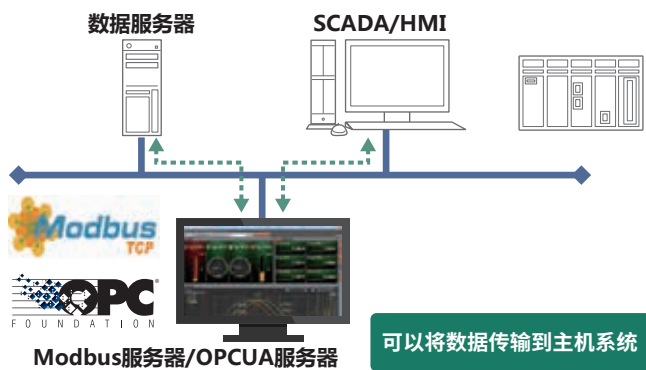 数据服务器
SCADA/HMI
Modbus
TCP
OPC
FOUNDATION
可以将数据传输到主机系统
Modbus服务器/OPCUA服务器